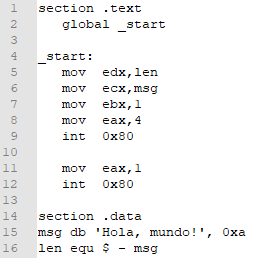 1 section .text
2    global _start
3
4 _start:
5    mov  edx,len
6    mov  ecx,msg
7    mov  ebx,1
8    mov  eax,4
9    int  0x80
10
11    mov  eax,1
12    int  0x80
13
14 section .data
15 msg db 'Hola, mundo!', 0xa
16 len equ $ - msg